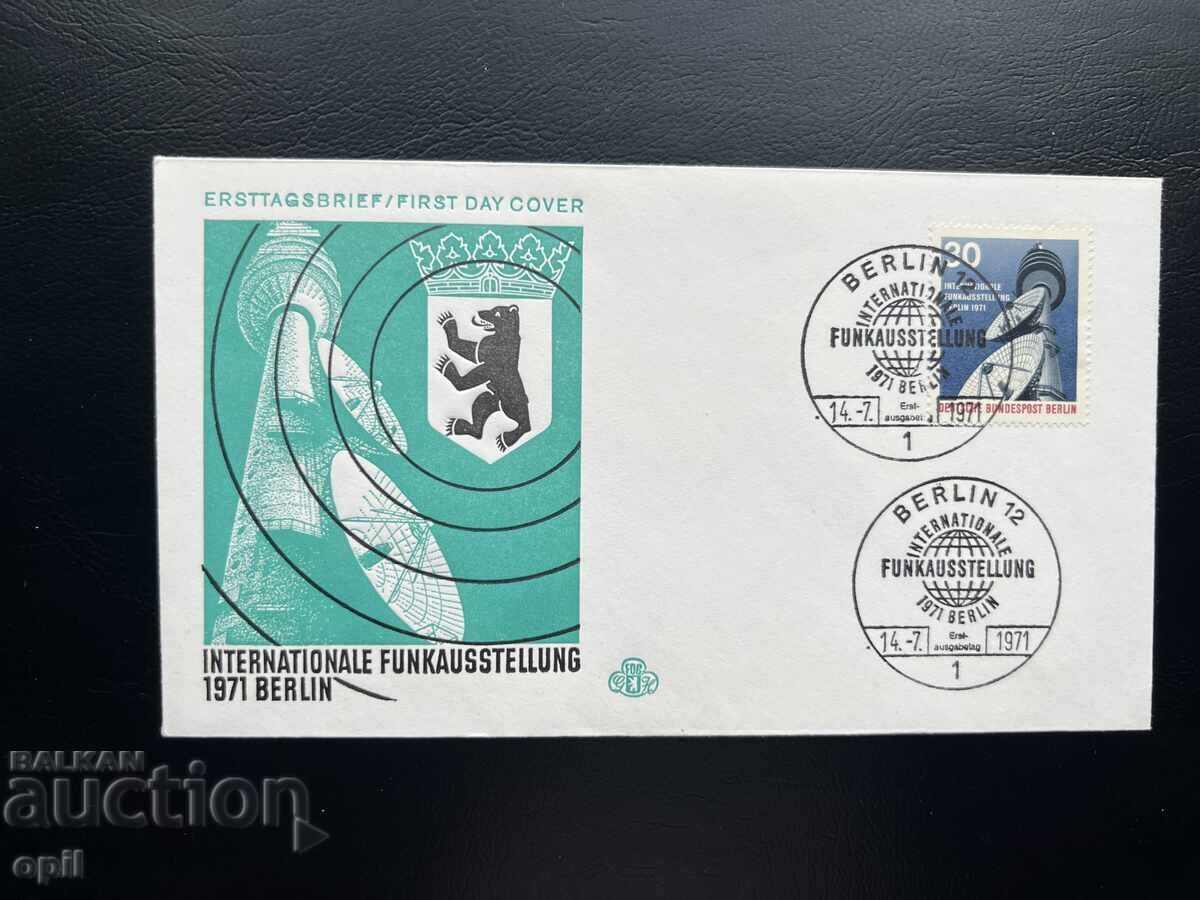 ERSTTAGSBRIEF/FIRST DAY COVER
INTERNATIONALE FUNKAUSSTELLUNG
1971 BERLIN
FDC
30
INTERNATIONALE
FUNKAUSSTELLUNG
BERLIN 1971
DEUTSCHE BUNDESPOST BERLIN
BERLIN 12
INTERNATIONALE
FUNKAUSSTELLUNG
1971 BERLIN
14.-7. Erst-
ausgabetag 1971
1
BERLIN 12
INTERNATIONALE
FUNKAUSSTELLUNG
1971 BERLIN
14.-7. Erst-
ausgabetag 1971
1
BALKAN
auction
opil